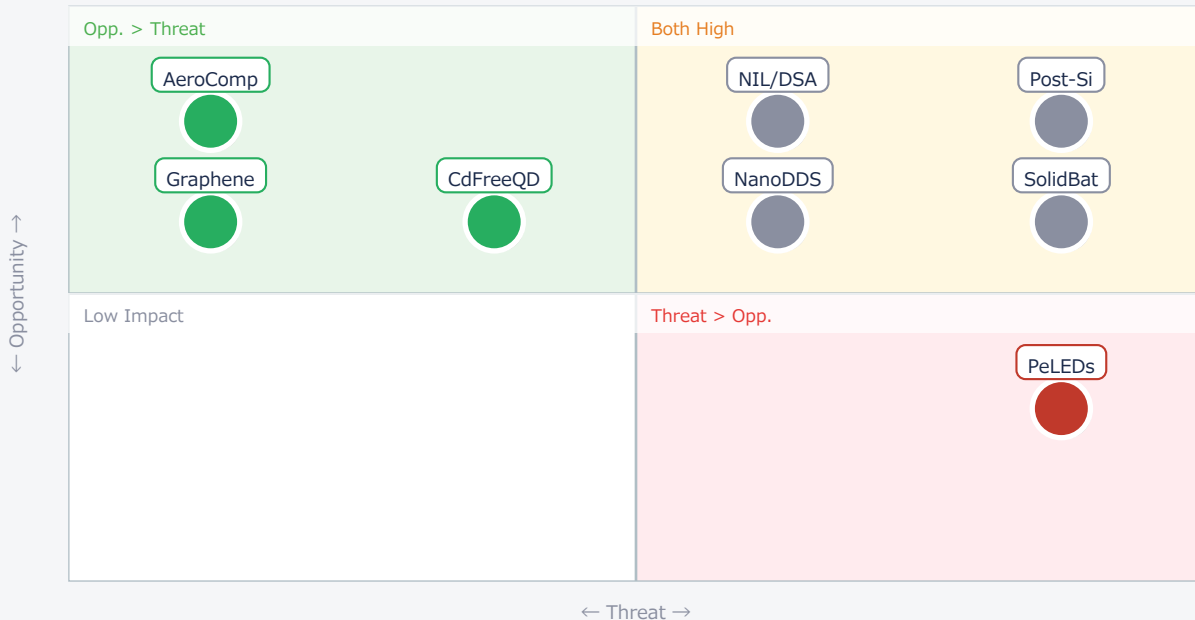 Opp. > Threat
Both High
AeroComp
NIL/DSA
Post-Si
Graphene
CdFreeQD
NanoDDS
SolidBat
← Opportunity →
Low Impact
Threat > Opp.
PeLEDs
← Threat →